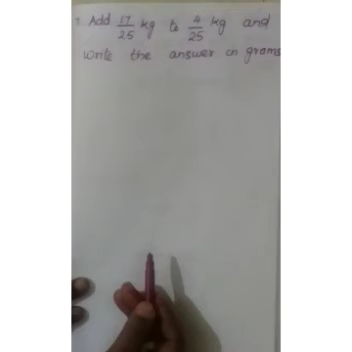 1. Add 17/25 kg to 4/25 kg and
write the answer in grams